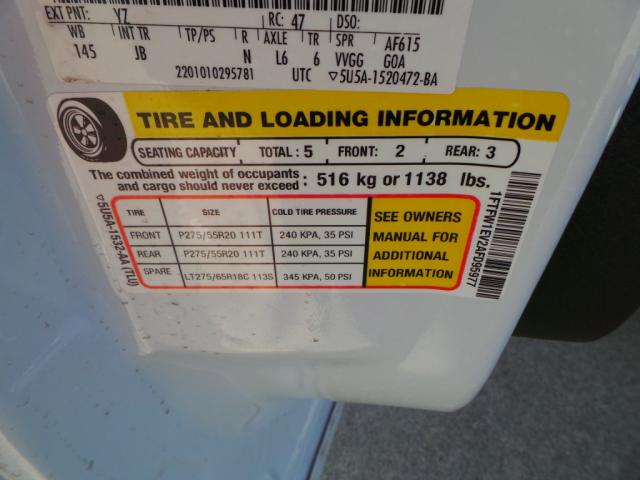 EXT PNT: YZ RC: 47 DSO:
WB INT TR TP/PS R AXLE TR SPR AF615
145 JB N L6 6 VVGG G0A
2201010295781 UTC ▽5U5A-1520472-BA
TIRE AND LOADING INFORMATION
SEATING CAPACITY TOTAL: 5 FRONT: 2 REAR: 3
The combined weight of occupants
and cargo should never exceed: 516 kg or 1138 lbs.
TIRE SIZE COLD TIRE PRESSURE
FRONT P275/55R20 111T 240 KPA, 35 PSI
REAR P275/55R20 111T 240 KPA, 35 PSI
SPARE LT275/65R18C 113S 345 KPA, 50 PSI
SEE OWNERS
MANUAL FOR
ADDITIONAL
INFORMATION
▽5U5A-1532-AA (TLU)
1FTFW1EV2AFD95977